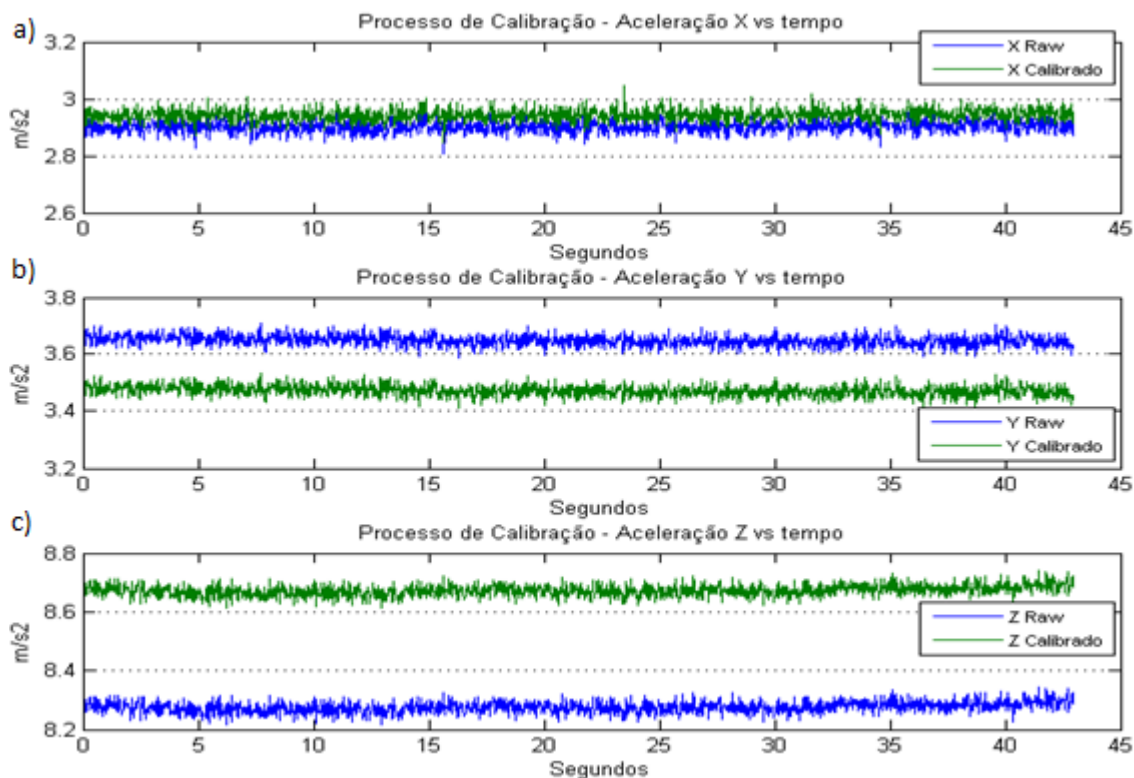 a)
Processo de Calibração - Aceleração X vs tempo
3.2
3
2.8
2.6
m/s2
X Raw
X Calibrado
0 5 10 15 20 25 30 35 40 45
Segundos
b)
Processo de Calibração - Aceleração Y vs tempo
3.8
3.6
3.4
3.2
m/s2
Y Raw
Y Calibrado
0 5 10 15 20 25 30 35 40 45
Segundos
c)
Processo de Calibração - Aceleração Z vs tempo
8.8
8.6
8.4
8.2
m/s2
Z Raw
Z Calibrado
0 5 10 15 20 25 30 35 40 45
Segundos